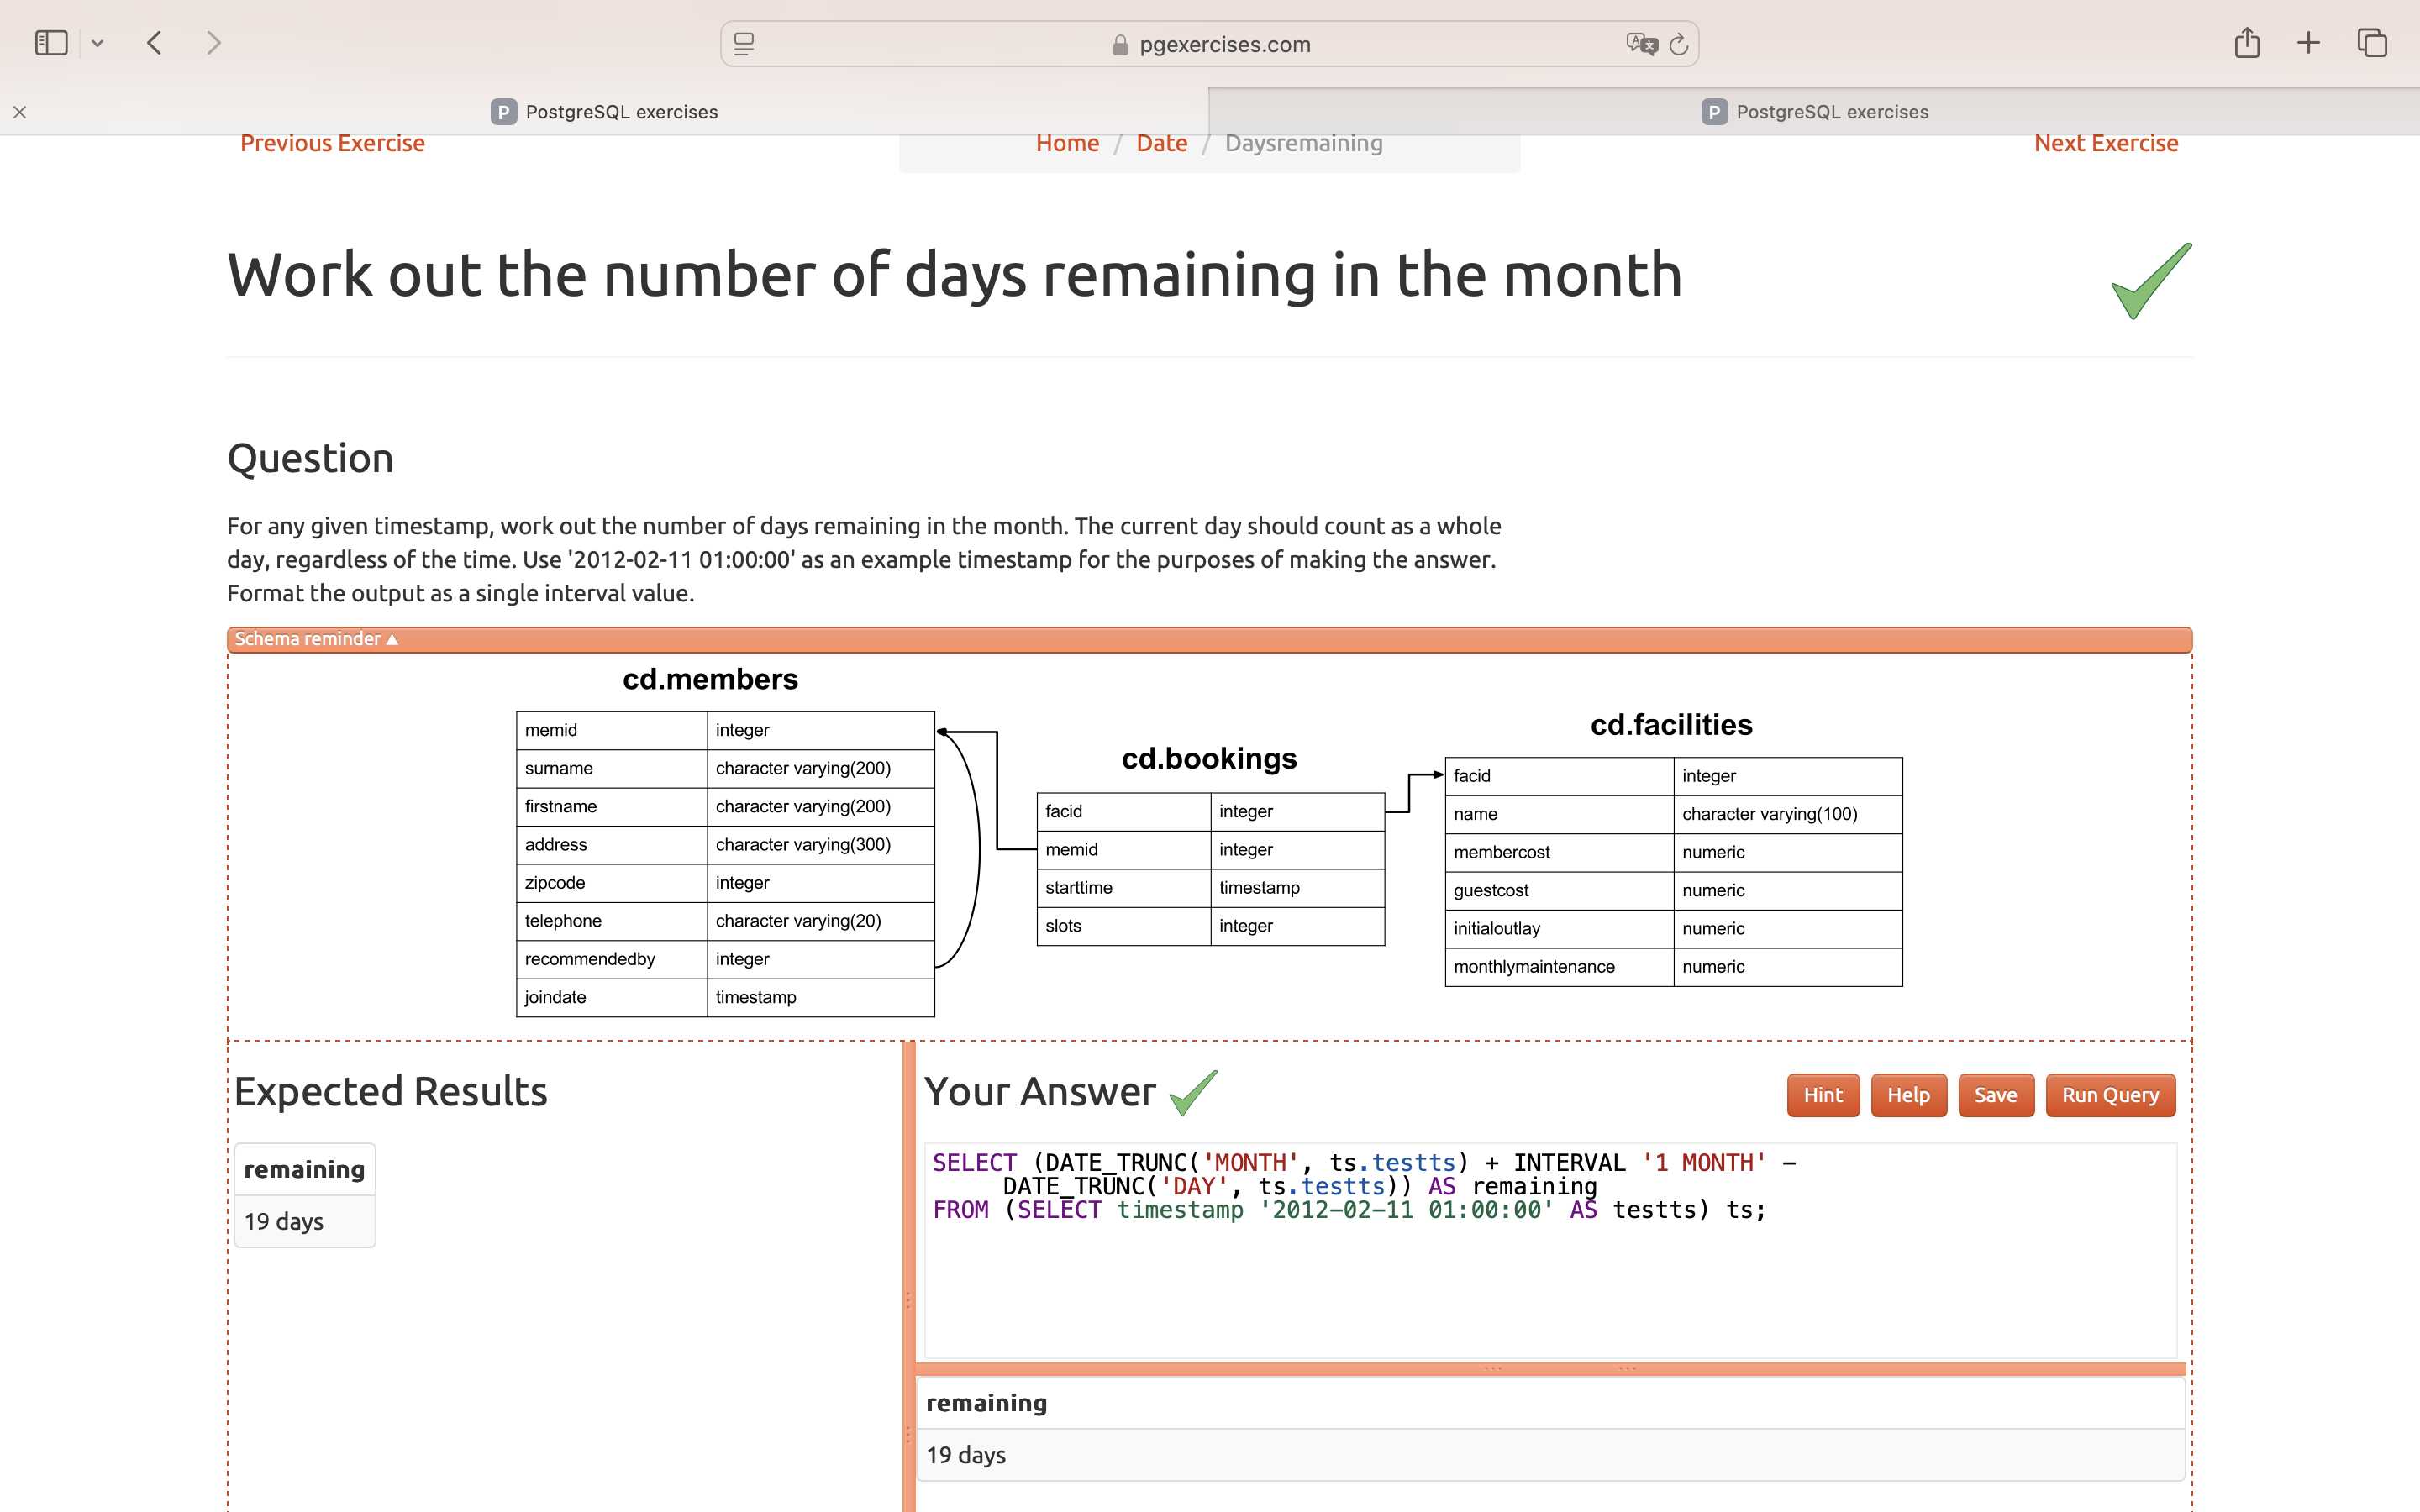 pgexercises.com
PostgreSQL exercises
PostgreSQL exercises
Previous Exercise
Home / Date / Daysremaining
Next Exercise
Work out the number of days remaining in the month
Question
For any given timestamp, work out the number of days remaining in the month. The current day should count as a whole
day, regardless of the time. Use '2012-02-11 01:00:00' as an example timestamp for the purposes of making the answer.
Format the output as a single interval value.
Schema reminder ▲
cd.members
memid integer
surname character varying(200)
firstname character varying(200)
address character varying(300)
zipcode integer
telephone character varying(20)
recommendedby integer
joindate timestamp
cd.bookings
facid integer
memid integer
starttime timestamp
slots integer
cd.facilities
facid integer
name character varying(100)
membercost numeric
guestcost numeric
initialoutlay numeric
monthlymaintenance numeric
Expected Results
remaining
19 days
Your Answer
Hint Help Save Run Query
SELECT (DATE_TRUNC('MONTH', ts.testts) + INTERVAL '1 MONTH' -
DATE_TRUNC('DAY', ts.testts)) AS remaining
FROM (SELECT timestamp '2012-02-11 01:00:00' AS testts) ts;
remaining
19 days